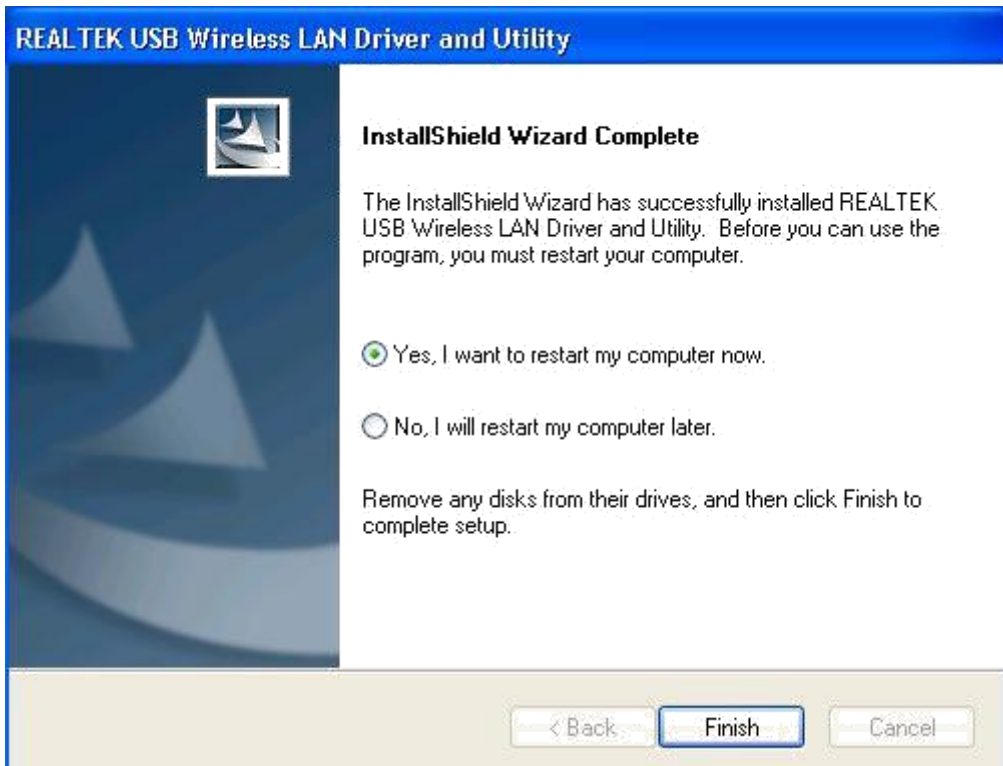 REALTEK USB Wireless LAN Driver and Utility
InstallShield Wizard Complete
The InstallShield Wizard has successfully installed REALTEK
USB Wireless LAN Driver and Utility. Before you can use the
program, you must restart your computer.
Yes, I want to restart my computer now.
No, I will restart my computer later.
Remove any disks from their drives, and then click Finish to
complete setup.
< Back Finish Cancel